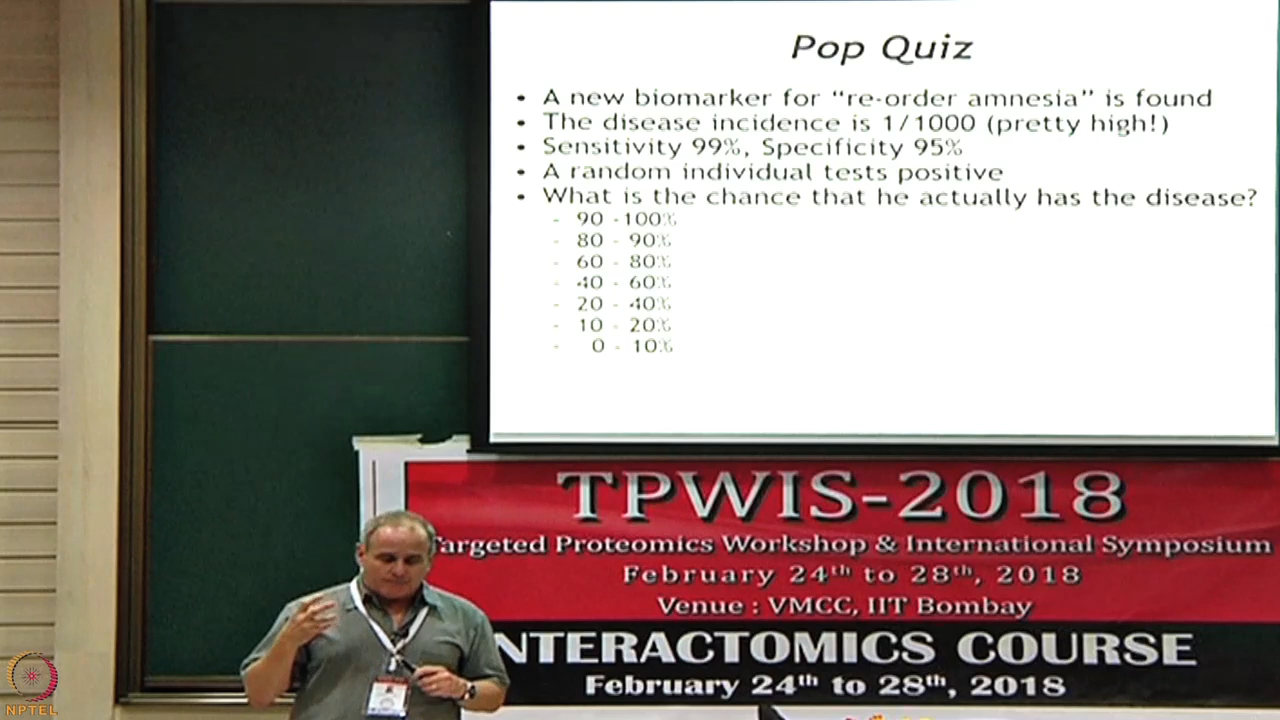 Pop Quiz
• A new biomarker for “re-order amnesia” is found
• The disease incidence is 1/1000 (pretty high!)
• Sensitivity 99%, Specificity 95%
• A random individual tests positive
• What is the chance that he actually has the disease?
- 90 -100%
- 80 - 90%
- 60 - 80%
- 40 - 60%
- 20 - 40%
- 10 - 20%
- 0 - 10%
TPWIS-2018
Targeted Proteomics Workshop & International Symposium
February 24th to 28th, 2018
Venue : VMCC, IIT Bombay
NTERACTOMICS COURSE
February 24th to 28th, 2018
NPTEL